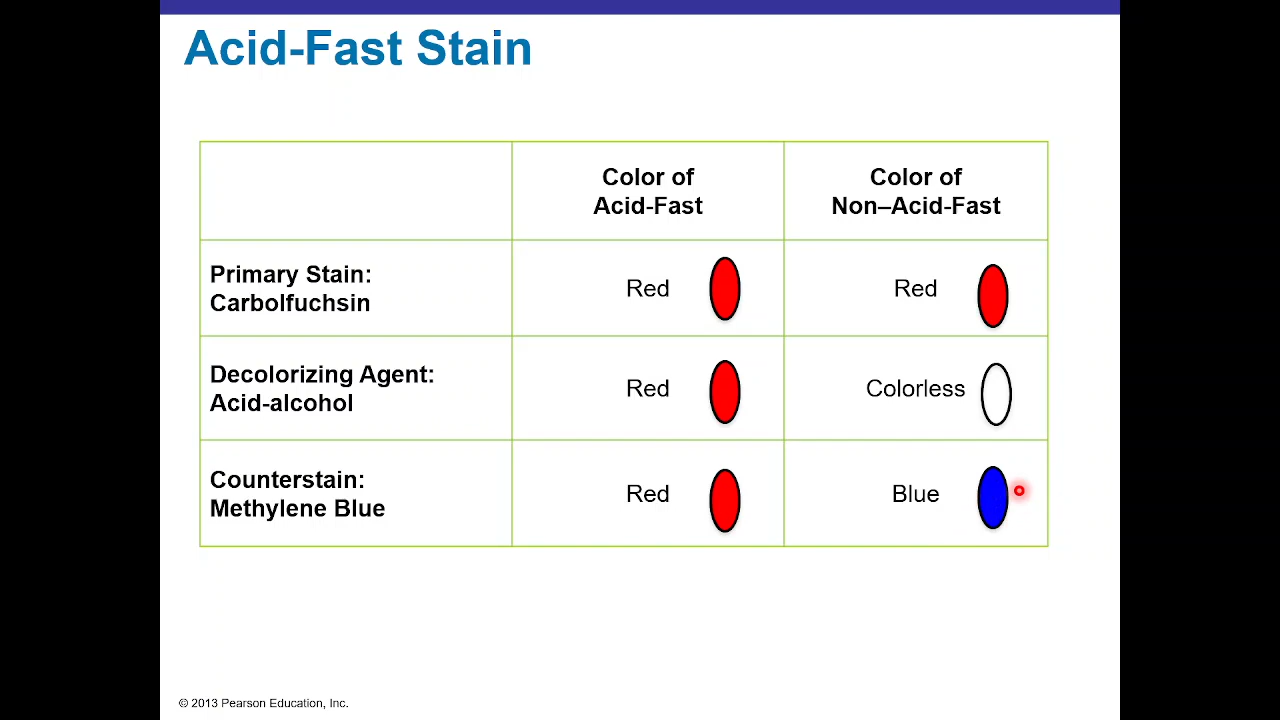 Acid-Fast Stain
Color of
Acid-Fast
Color of
Non–Acid-Fast
Primary Stain:
Carbolfuchsin
Red
Red
Decolorizing Agent:
Acid-alcohol
Red
Colorless
Counterstain:
Methylene Blue
Red
Blue
© 2013 Pearson Education, Inc.